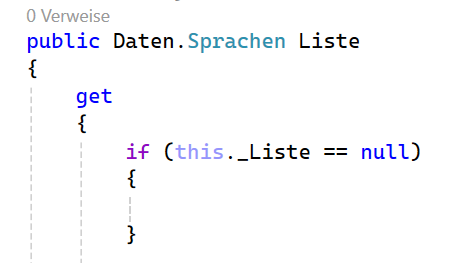 0 Verweise
public Daten.Sprachen Liste
{
get
{
if (this._Liste == null)
{
}